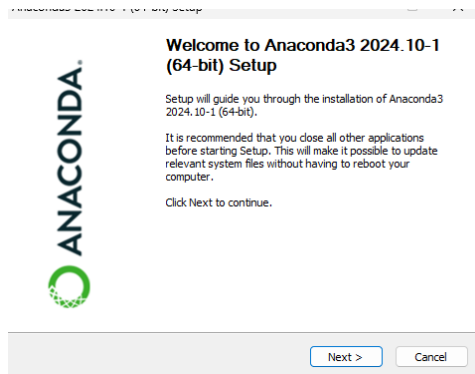 Welcome to Anaconda3 2024.10-1
(64-bit) Setup
Setup will guide you through the installation of Anaconda3
2024.10-1 (64-bit).
It is recommended that you close all other applications
before starting Setup. This will make it possible to update
relevant system files without having to reboot your
computer.
Click Next to continue.
ANACONDA.
Next >
Cancel